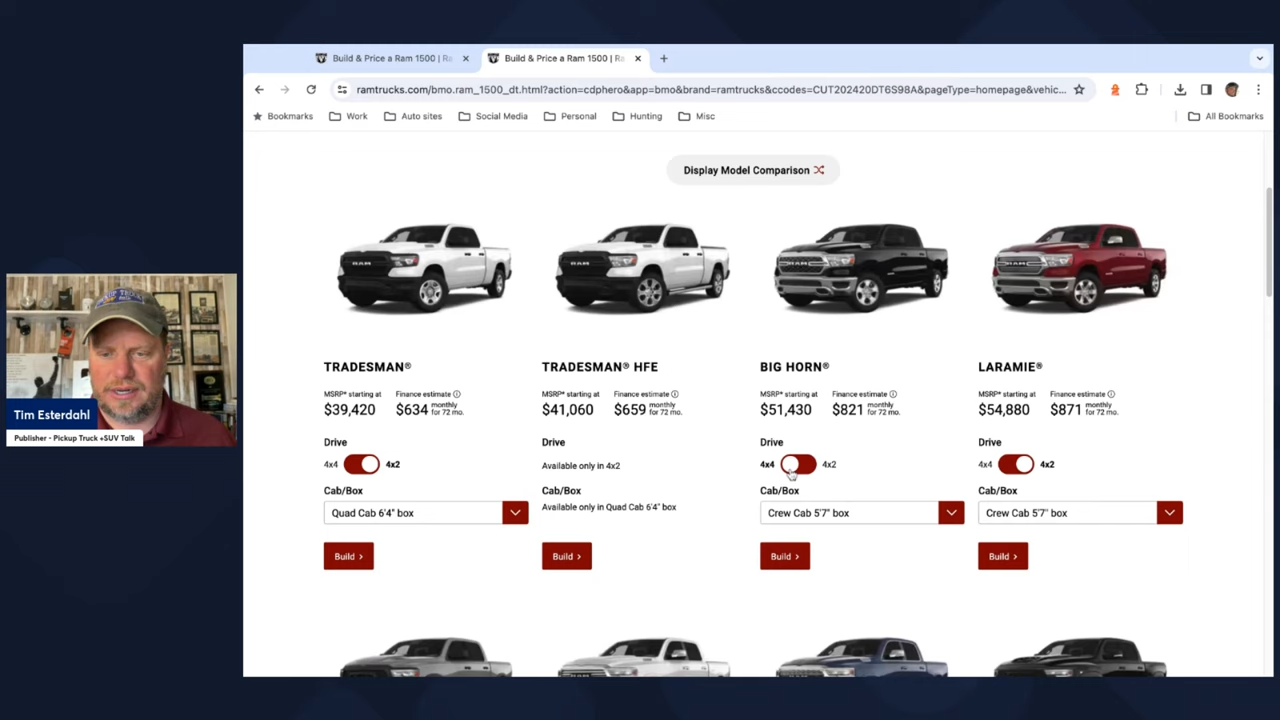 Build & Price a Ram 1500 | Ra
Build & Price a Ram 1500 | Ra
ramtrucks.com/bmo.ram_1500_dt.html?action=cdphero&app=bmo&brand=ramtrucks&ccodes=CUT202420DT6S98A&pageType=homepage&vehic...
Bookmarks Work Auto sites Social Media Personal Hunting Misc All Bookmarks
Display Model Comparison
TRADESMAN® TRADESMAN® HFE BIG HORN® LARAMIE®
MSRP* starting at Finance estimate MSRP* starting at Finance estimate MSRP* starting at Finance estimate MSRP* starting at Finance estimate
$39,420 $634 monthly for 72 mo. $41,060 $659 monthly for 72 mo. $51,430 $821 monthly for 72 mo. $54,880 $871 monthly for 72 mo.
Drive Drive Drive Drive
4x4 4x2 Available only in 4x2 4x4 4x2 4x4 4x2
Cab/Box Cab/Box Cab/Box Cab/Box
Quad Cab 6'4" box Available only in Quad Cab 6'4" box Crew Cab 5'7" box Crew Cab 5'7" box
Build > Build > Build > Build >
Tim Esterdahl
Publisher - Pickup Truck +SUV Talk